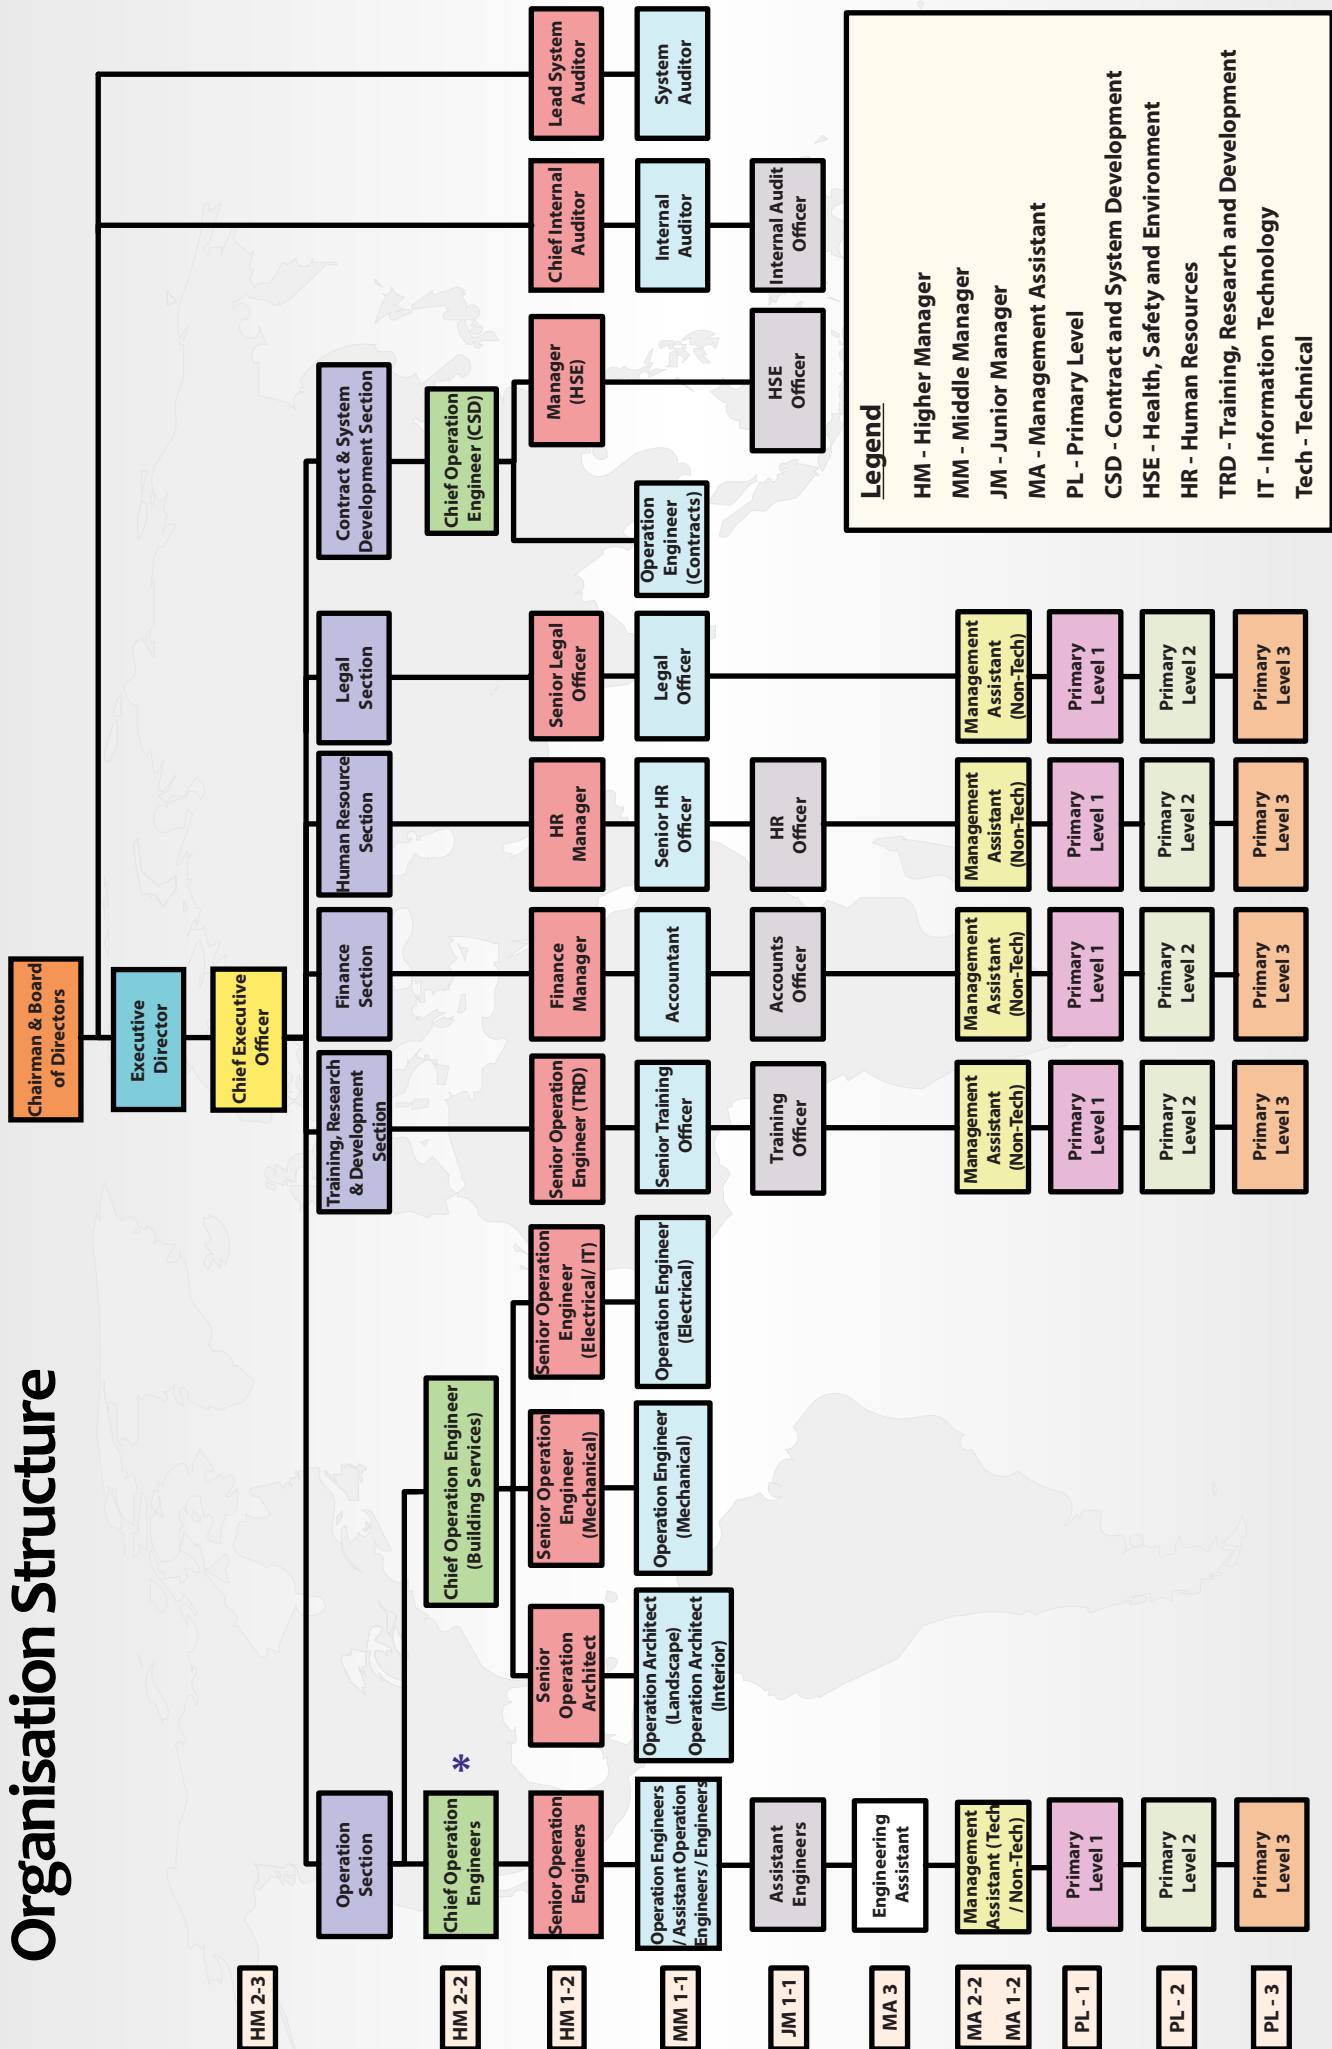 Organisation Structure
Chairman & Board
of Directors
Executive
Director
HM 2-3
Chief Executive
Officer
Operation
Section
Training, Research
& Development
Section
Finance
Section
Human Resource
Section
Legal
Section
Contract & System
Development Section
HM 2-2
Chief Operation
Engineers
*
Chief Operation Engineer
(Building Services)
Chief Operation
Engineer (CSD)
HM 1-2
Senior Operation
Engineers
Senior
Operation
Architect
Senior Operation
Engineer
(Mechanical)
Senior Operation
Engineer
(Electrical/ IT)
Senior Operation
Engineer (TRD)
Finance
Manager
HR
Manager
Senior Legal
Officer
Manager
(HSE)
Chief Internal
Auditor
Lead System
Auditor
MM 1-1
Operation Engineers
/ Assistant Operation
Engineers / Engineers
Operation Architect
(Landscape)
Operation Architect
(Interior)
Operation Engineer
(Mechanical)
Operation Engineer
(Electrical)
Senior Training
Officer
Accountant
Senior HR
Officer
Legal
Officer
Operation
Engineer
(Contracts)
Internal
Auditor
System
Auditor
JM 1-1
Assistant
Engineers
Training
Officer
Accounts
Officer
HR
Officer
HSE
Officer
Internal Audit
Officer
MA 3
Engineering
Assistant
MA 2-2
MA 1-2
Management
Assistant (Tech
/ Non-Tech)
Management
Assistant
(Non-Tech)
Management
Assistant
(Non-Tech)
Management
Assistant
(Non-Tech)
Management
Assistant
(Non-Tech)
PL - 1
Primary
Level 1
Primary
Level 1
Primary
Level 1
Primary
Level 1
Primary
Level 1
PL - 2
Primary
Level 2
Primary
Level 2
Primary
Level 2
Primary
Level 2
Primary
Level 2
PL - 3
Primary
Level 3
Primary
Level 3
Primary
Level 3
Primary
Level 3
Primary
Level 3
Legend
HM - Higher Manager
MM - Middle Manager
JM - Junior Manager
MA - Management Assistant
PL - Primary Level
CSD - Contract and System Development
HSE - Health, Safety and Environment
HR - Human Resources
TRD - Training, Research and Development
IT - Information Technology
Tech - Technical